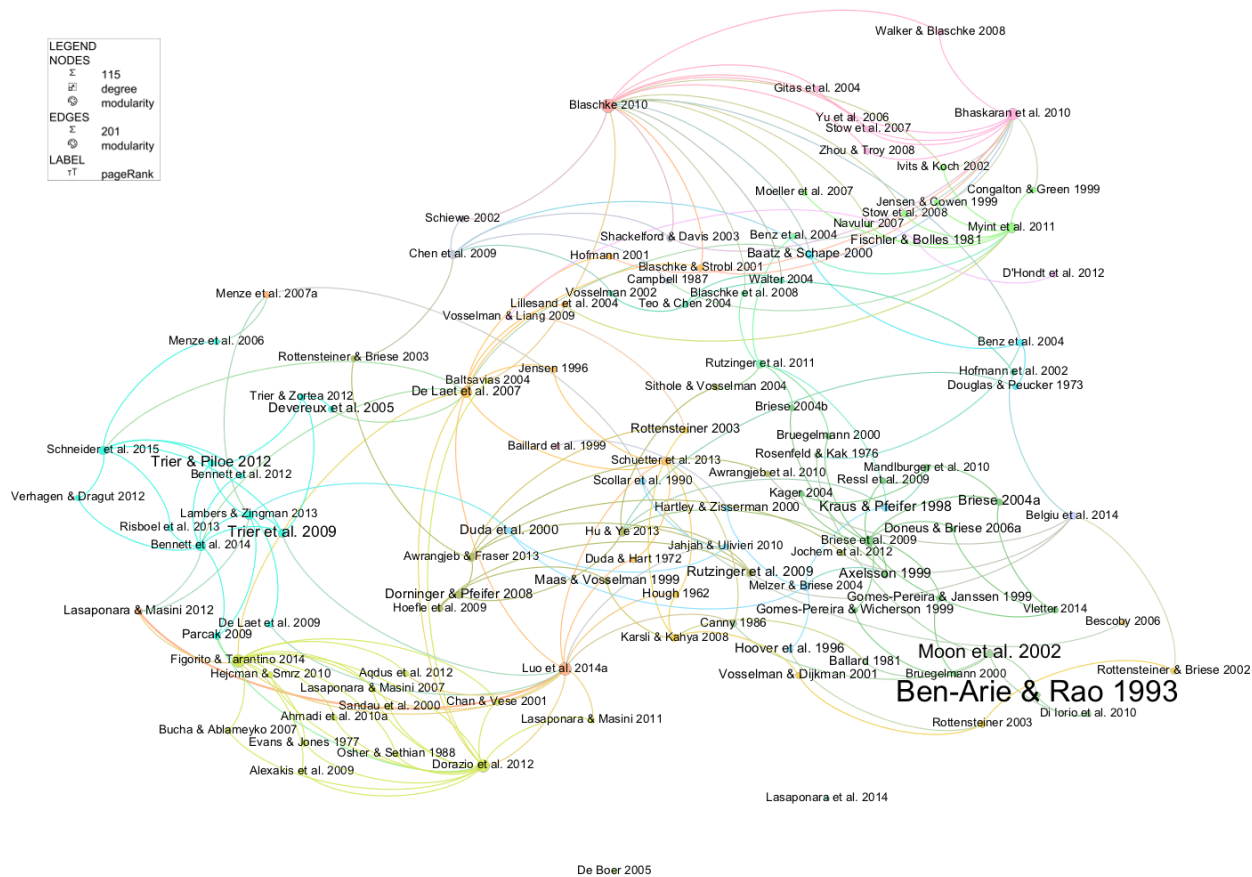 LEGEND
NODES
Σ 115
degree
modularity
EDGES
Σ 201
modularity
LABEL
тT pageRank
Walker & Blaschke 2008
Gitas et al. 2004
Blaschke 2010
Bhaskaran et al. 2010
Yu et al. 2006
Stow et al. 2007
Zhou & Troy 2008
Ivits & Koch 2002
Moeller et al. 2007
Congalton & Green 1999
Jensen & Cowen 1999
Stow et al. 2008
Schiewe 2002
Navulur 2007
Myint et al. 2011
Shackelford & Davis 2003
Benz et al. 2004
Fischler & Bolles 1981
Chen et al. 2009
Hofmann 2001
Baatz & Schape 2000
Blaschke & Strobl 2001
D'Hondt et al. 2012
Campbell 1987
Walter 2004
Menze et al. 2007a
Vosselman 2002
Blaschke et al. 2008
Lillesand et al. 2004
Teo & Chen 2004
Vosselman & Liang 2009
Menze et al. 2006
Benz et al. 2004
Rottensteiner & Briese 2003
Rutzinger et al. 2011
Jensen 1996
Hofmann et al. 2002
Baltsavias 2004
Sithole & Vosselman 2004
Douglas & Peucker 1973
De Laet et al. 2007
Trier & Zortea 2012
Devereux et al. 2005
Briese 2004b
Rottensteiner 2003
Bruegelmann 2000
Schneider et al. 2015
Baillard et al. 1999
Rosenfeld & Kak 1976
Trier & Piloe 2012
Schuetter et al. 2013
Mandlburger et al. 2010
Bennett et al. 2012
Awrangjeb et al. 2010
Scollar et al. 1990
Ressl et al. 2009
Verhagen & Dragut 2012
Kager 2004
Briese 2004a
Hartley & Zisserman 2000
Kraus & Pfeifer 1998
Lambers & Zingman 2013
Belgiu et al. 2014
Risboel et al. 2013
Trier et al. 2009
Duda et al. 2000
Hu & Ye 2013
Doneus & Briese 2006a
Briese et al. 2009
Bennett et al. 2014
Jahjah & Ulivieri 2010
Jochem et al. 2012
Awrangjeb & Fraser 2013
Duda & Hart 1972
Rutzinger et al. 2009
Axelsson 1999
Maas & Vosselman 1999
Melzer & Briese 2004
Dorninger & Pfeifer 2008
Hough 1962
Gomes-Pereira & Janssen 1999
Hoefle et al. 2009
Gomes-Pereira & Wicherson 1999
Vletter 2014
Lasaponara & Masini 2012
De Laet et al. 2009
Canny 1986
Bescoby 2006
Parcak 2009
Karsli & Kahya 2008
Hoover et al. 1996
Moon et al. 2002
Figorito & Tarantino 2014
Ballard 1981
Luo et al. 2014a
Rottensteiner & Briese 2002
Hejcman & Smrz 2010
Aqdus et al. 2012
Vosselman & Dijkman 2001
Bruegelmann 2000
Lasaponara & Masini 2007
Ben-Arie & Rao 1993
Sandau et al. 2000
Chan & Vese 2001
Di Iorio et al. 2010
Ahmadi et al. 2010a
Lasaponara & Masini 2011
Rottensteiner 2003
Bucha & Ablameyko 2007
Evans & Jones 1977
Osher & Sethian 1988
Dorazio et al. 2012
Alexakis et al. 2009
Lasaponara et al. 2014
De Boer 2005